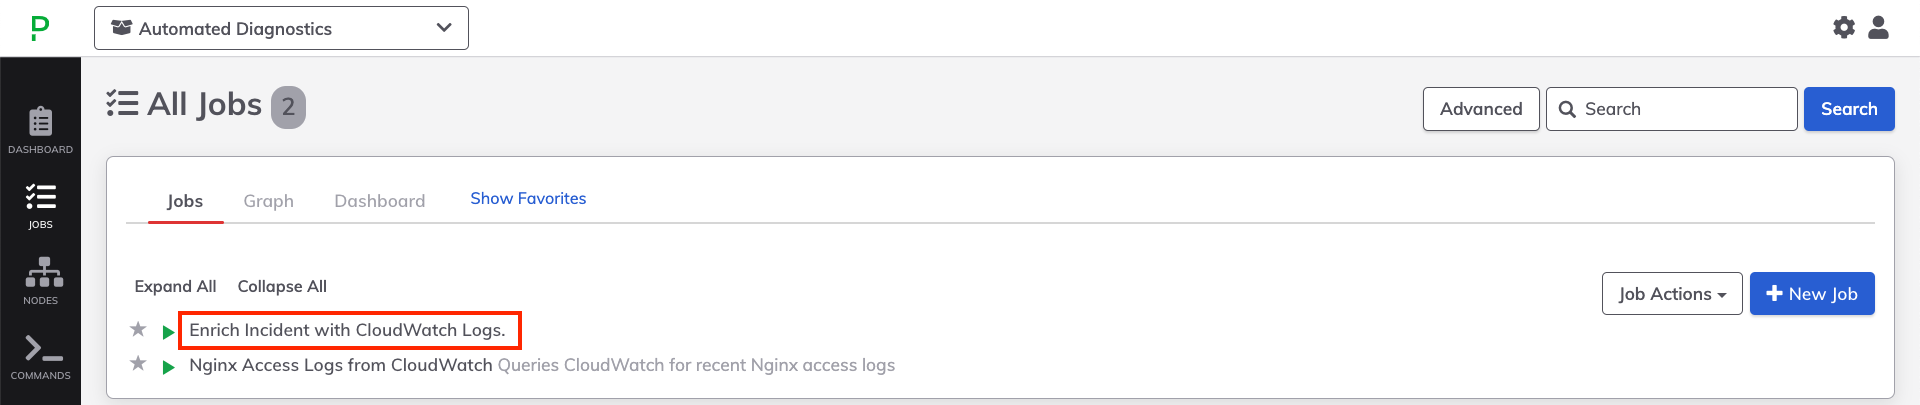 P
Automated Diagnostics
All Jobs 2
Advanced
Search
Search
DASHBOARD
JOBS
NODES
COMMANDS
Jobs
Graph
Dashboard
Show Favorites
Expand All
Collapse All
Job Actions
New Job
Enrich Incident with CloudWatch Logs.
Nginx Access Logs from CloudWatch Queries CloudWatch for recent Nginx access logs